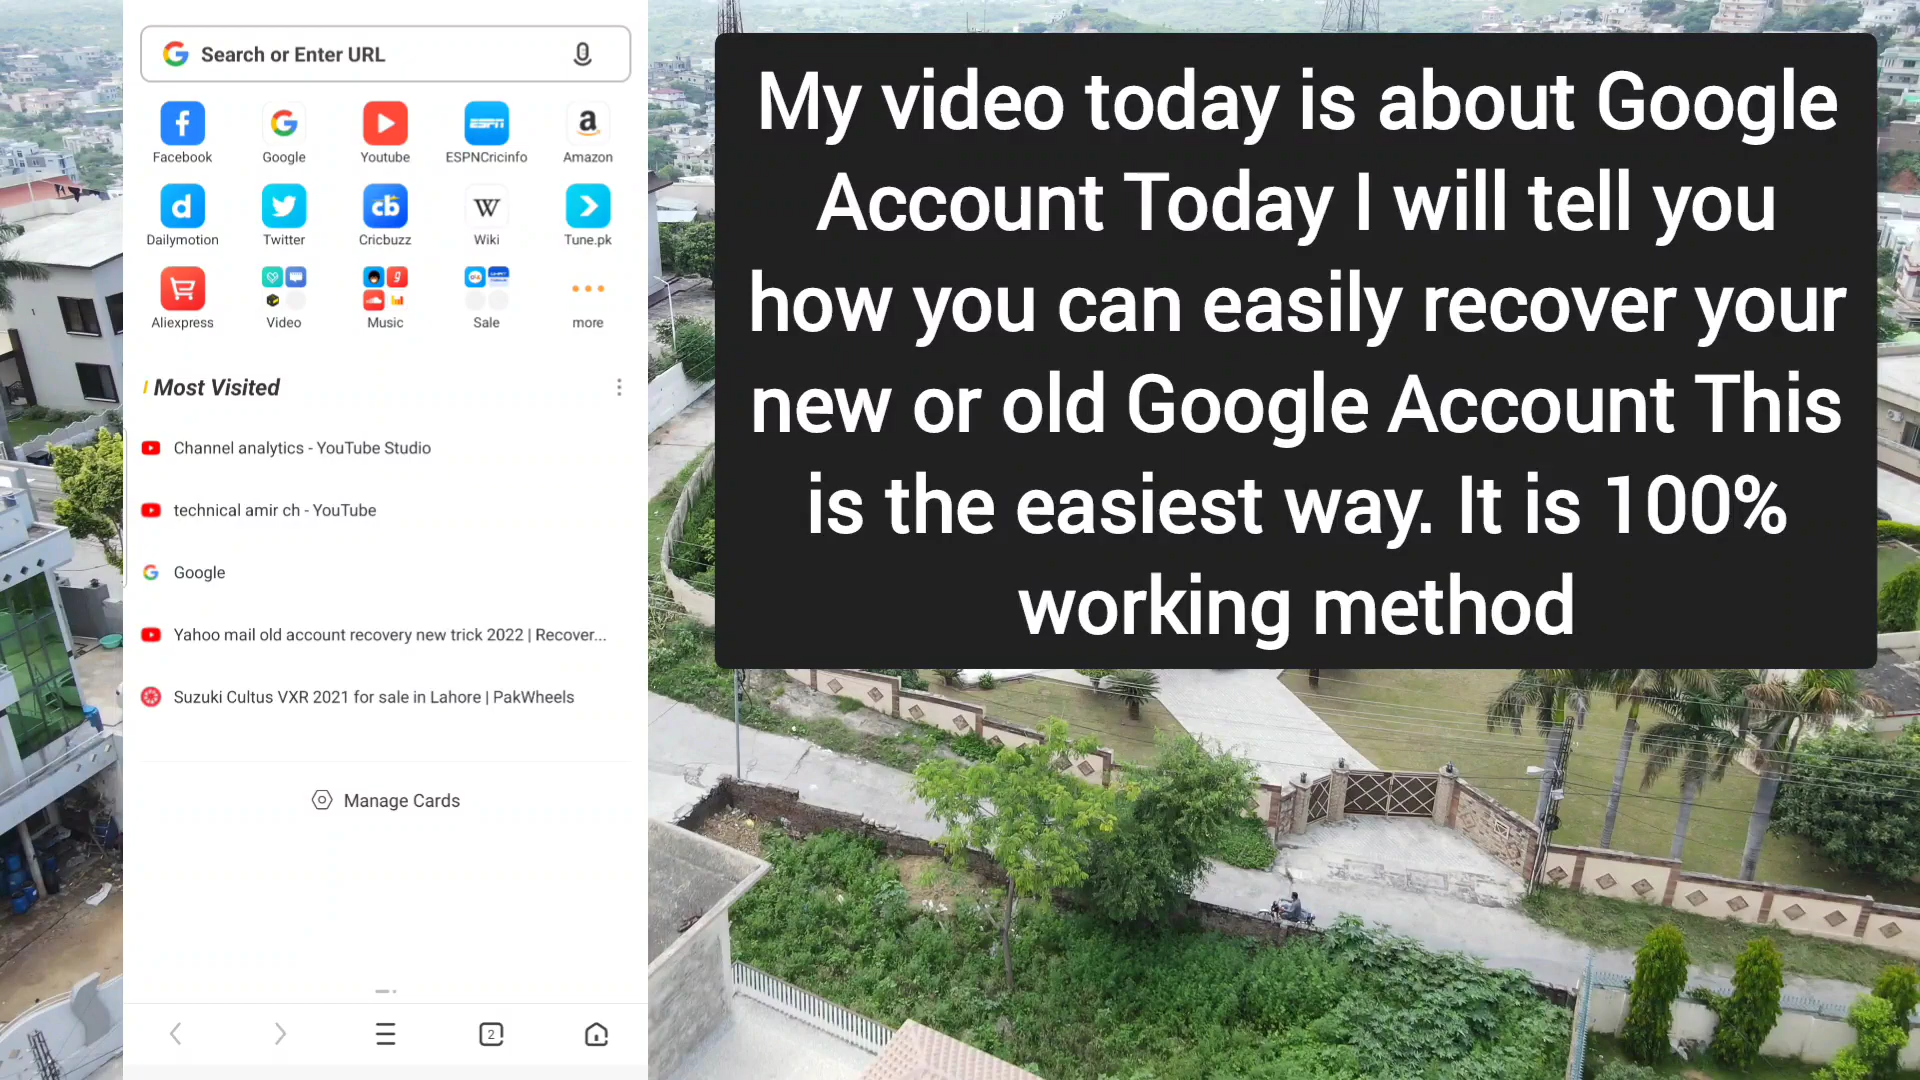 Search or Enter URL
Facebook
Google
Youtube
ESPNCricinfo
Amazon
Dailymotion
Twitter
Cricbuzz
Wiki
Tune.pk
Aliexpress
Video
Music
Sale
more
Most Visited
Channel analytics - YouTube Studio
technical amir ch - YouTube
Google
Yahoo mail old account recovery new trick 2022 | Recover...
Suzuki Cultus VXR 2021 for sale in Lahore | PakWheels
Manage Cards
2
My video today is about Google
Account Today I will tell you
how you can easily recover your
new or old Google Account This
is the easiest way. It is 100%
working method